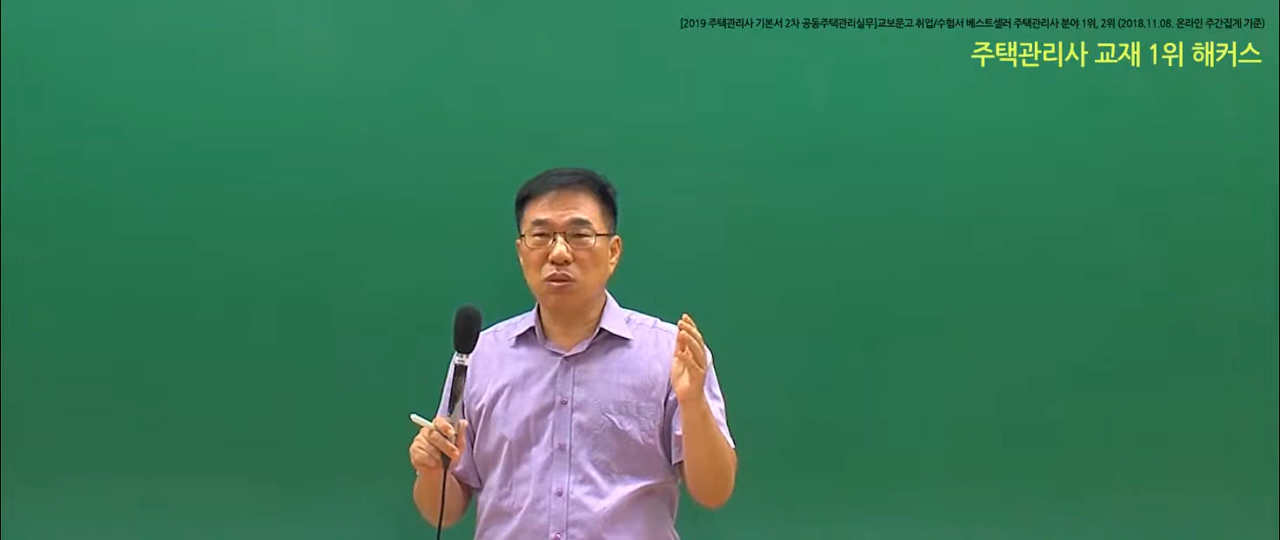 [2019 주택관리사 기본서 2차 공동주택관리실무]교보문고 취업/수험서 베스트셀러 주택관리사 분야 1위, 2위 (2018.11.08. 온라인 주간집계 기준)
주택관리사 교재 1위 해커스